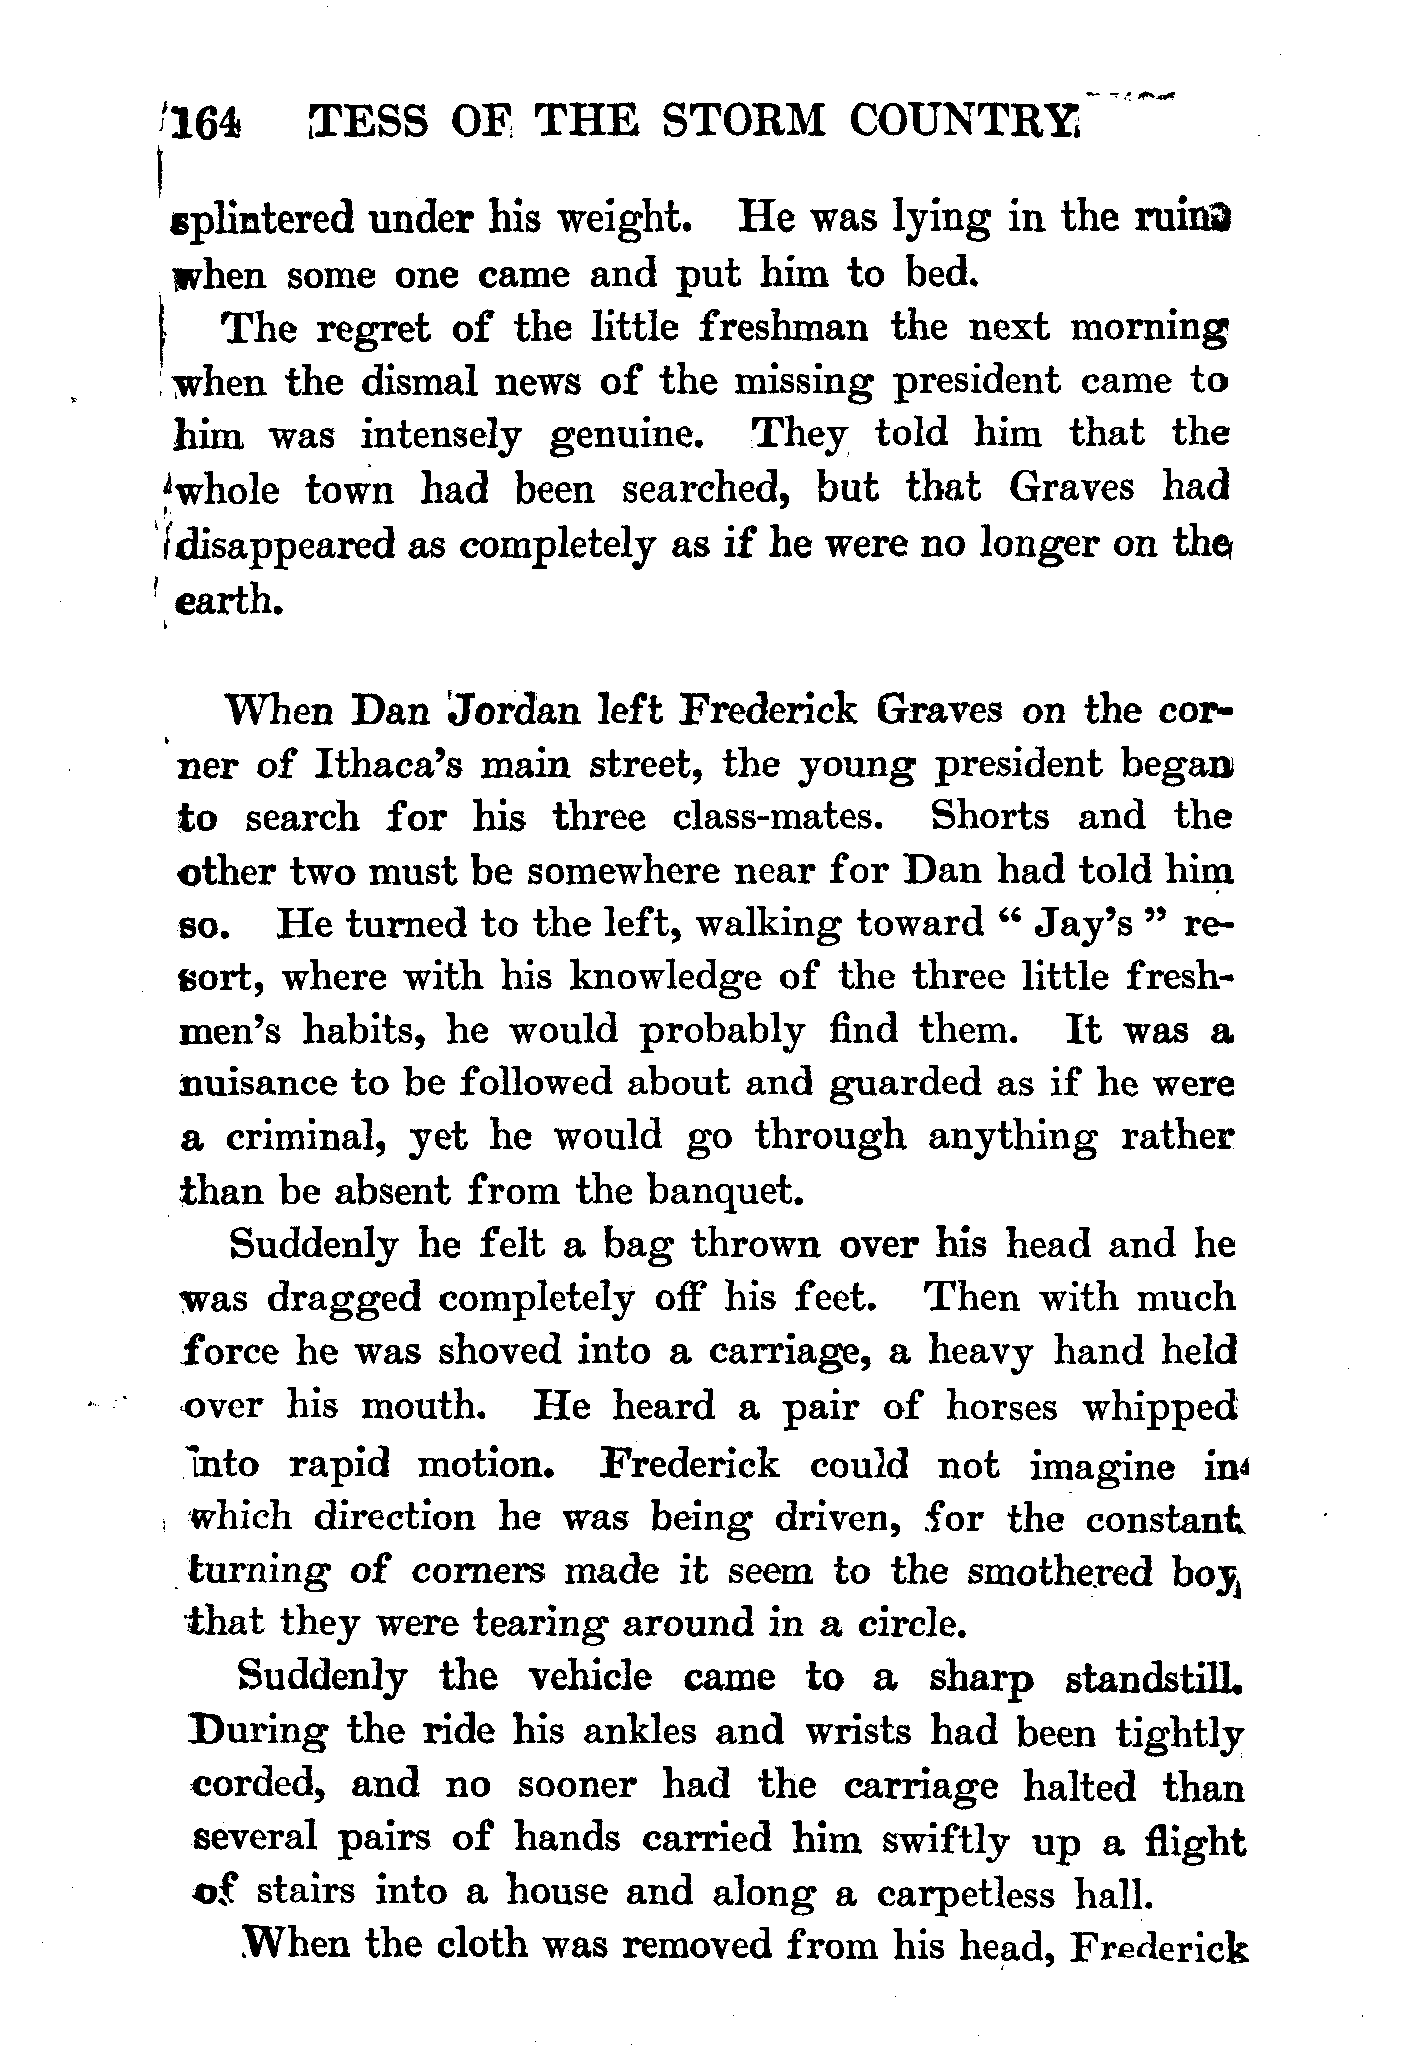 164 TESS OF THE STORM COUNTRY
splintered under his weight. He was lying in the ruins
when some one came and put him to bed.
The regret of the little freshman the next morning
when the dismal news of the missing president came to
him was intensely genuine. They told him that the
whole town had been searched, but that Graves had
disappeared as completely as if he were no longer on the
earth.
When Dan Jordan left Frederick Graves on the cor-
ner of Ithaca's main street, the young president began
to search for his three class-mates. Shorts and the
other two must be somewhere near for Dan had told him
so. He turned to the left, walking toward “ Jay's ” re-
sort, where with his knowledge of the three little fresh-
men's habits, he would probably find them. It was a
nuisance to be followed about and guarded as if he were
a criminal, yet he would go through anything rather
than be absent from the banquet.
Suddenly he felt a bag thrown over his head and he
was dragged completely off his feet. Then with much
force he was shoved into a carriage, a heavy hand held
over his mouth. He heard a pair of horses whipped
into rapid motion. Frederick could not imagine in
which direction he was being driven, for the constant
turning of corners made it seem to the smothered boy
that they were tearing around in a circle.
Suddenly the vehicle came to a sharp standstill.
During the ride his ankles and wrists had been tightly
corded, and no sooner had the carriage halted than
several pairs of hands carried him swiftly up a flight
of stairs into a house and along a carpetless hall.
When the cloth was removed from his head, Frederick